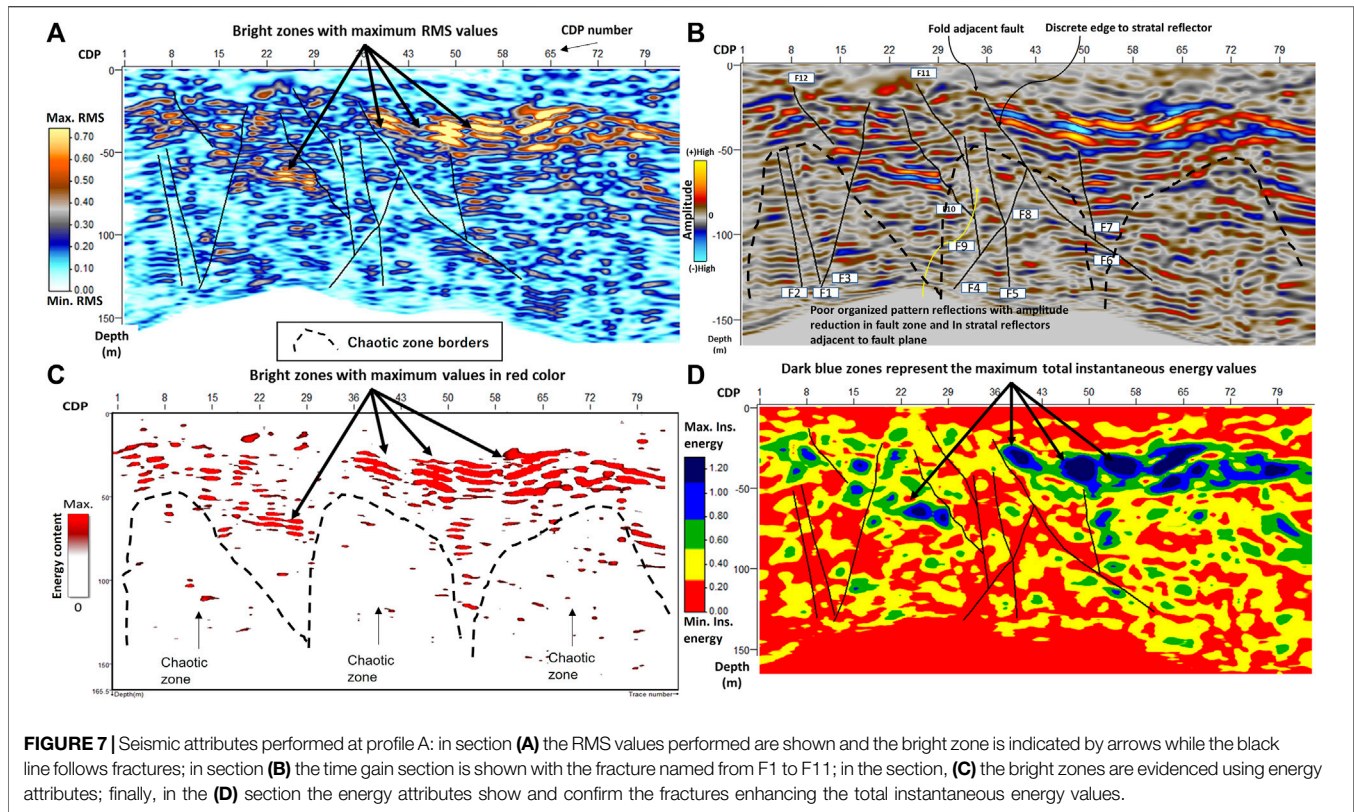 A
Bright zones with maximum RMS values
CDP number
CDP
1 8 15 22 29 36 43 50 58 65 72 79
0
-50
-100
-150
Depth
(m)
Max. RMS
0.70
0.60
0.50
0.40
0.30
0.20
0.10
0.00
Min. RMS
Chaotic zone borders
B
Fold adjacent fault
Discrete edge to stratal reflector
CDP
1 8 15 22 29 36 43 50 58 65 72 79
0
-50
-100
-150
Depth
(m)
(+)High
Amplitude
0
(-)High
F12
F11
F10
F9
F8
F7
F6
F5
F4
F3
F2
F1
Poor organized pattern reflections with amplitude
reduction in fault zone and In stratal reflectors
adjacent to fault plane
C
Bright zones with maximum values in red color
CDP
1 8 15 22 29 36 43 50 58 65 72 79
0
50
100
150
165.5
Depth(m)
Trace number
Max.
Energy content
0
Chaotic
zone
Chaotic
zone
Chaotic
zone
D
Dark blue zones represent the maximum total instantaneous energy values
CDP
1 8 15 22 29 36 43 50 58 65 72 79
0
-50
100
150
Depth
(m)
Max. Ins.
energy
1.20
1.00
0.80
0.60
0.40
0.20
0.00
Min. Ins.
energy
FIGURE 7 | Seismic attributes performed at profile A: in section (A) the RMS values performed are shown and the bright zone is indicated by arrows while the black
line follows fractures; in section (B) the time gain section is shown with the fracture named from F1 to F11; in the section, (C) the bright zones are evidenced using energy
attributes; finally, in the (D) section the energy attributes show and confirm the fractures enhancing the total instantaneous energy values.